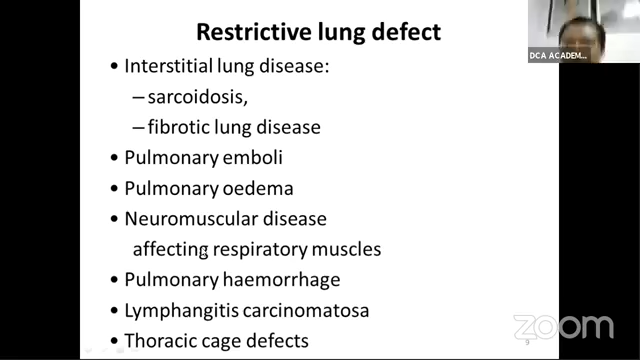 Restrictive lung defect
• Interstitial lung disease:
– sarcoidosis,
– fibrotic lung disease
• Pulmonary emboli
• Pulmonary oedema
• Neuromuscular disease
affecting respiratory muscles
• Pulmonary haemorrhage
• Lymphangitis carcinomatosa
• Thoracic cage defects
DCA ACADEM...
zoom
9